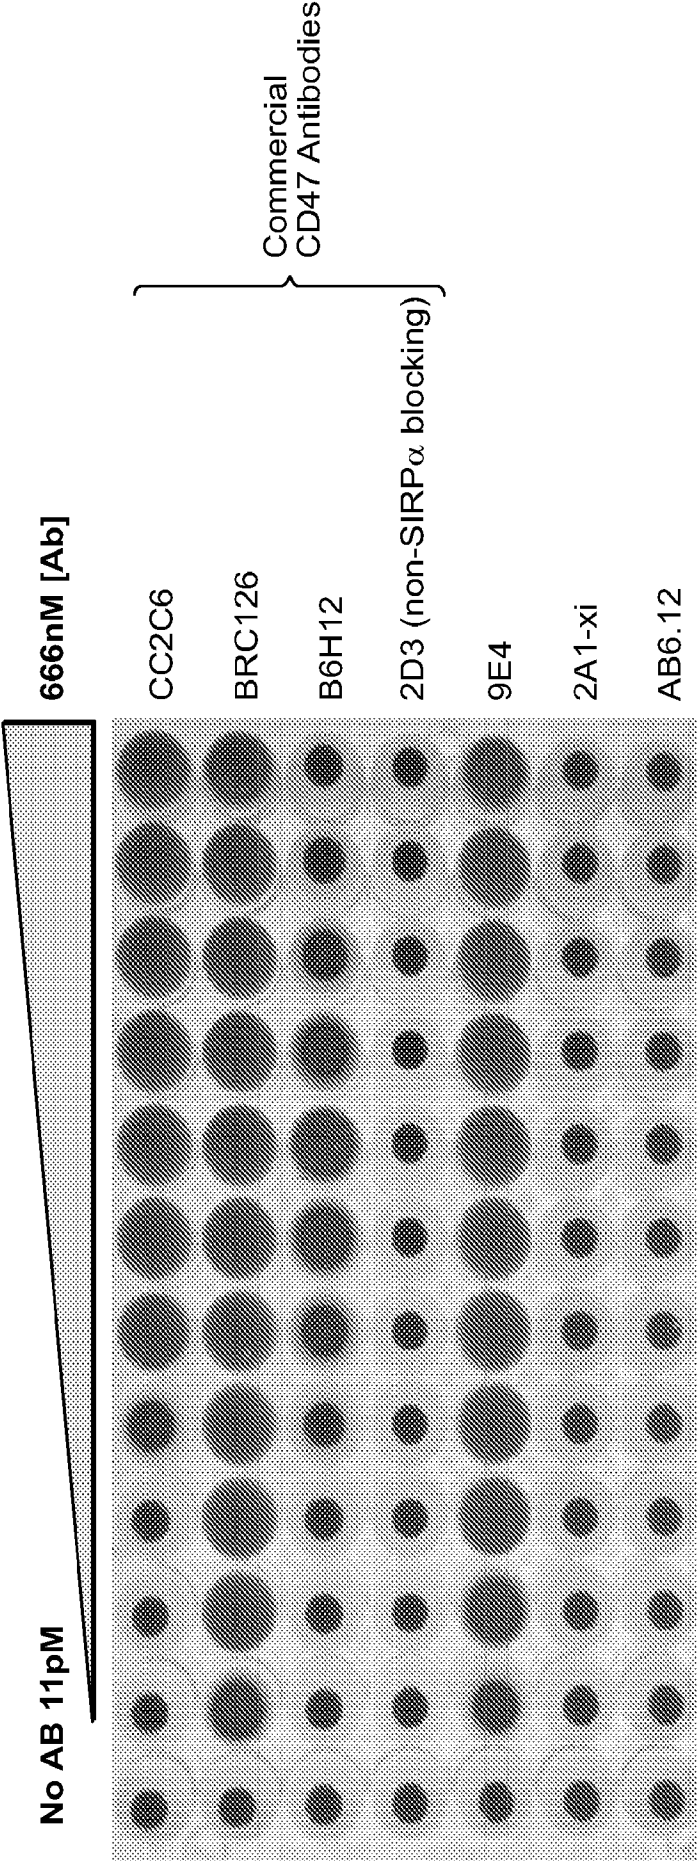 No AB 11pM
666nM [Ab]
CC2C6
BRC126
B6H12
2D3 (non-SIRPα blocking)
9E4
2A1-xi
AB6.12
Commercial
CD47 Antibodies